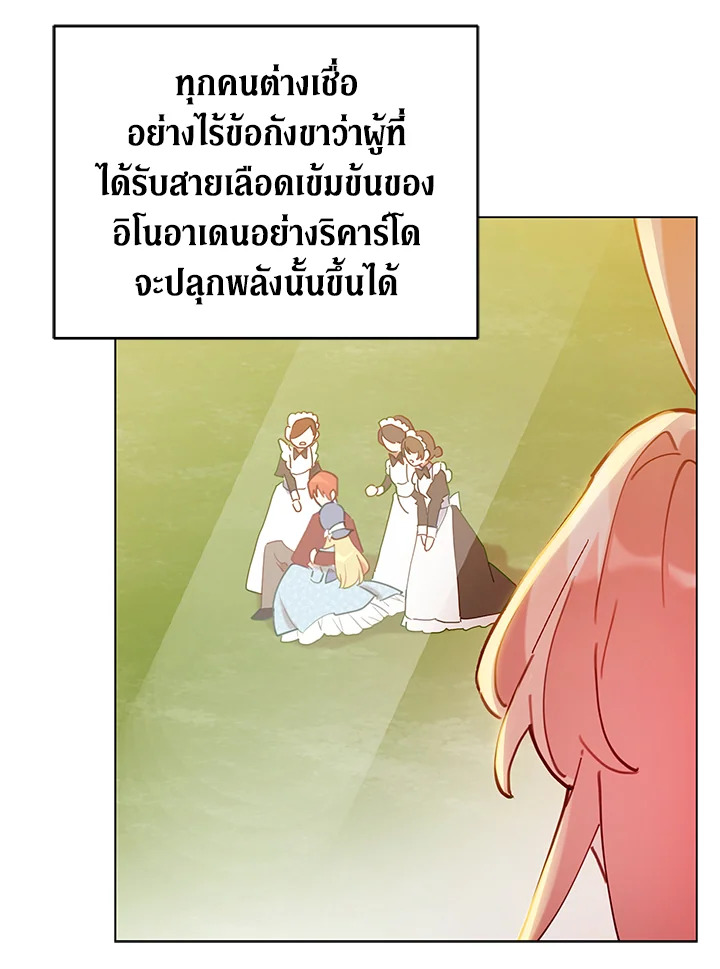 ทุกคนต่างเชื่อ
อย่างไร้ข้อกังขาว่าผู้ที่
ได้รับสายเลือดเข้มข้นของ
อิโนอาเดนอย่างริคาร์โด
จะปลุกพลังนั้นขึ้นได้